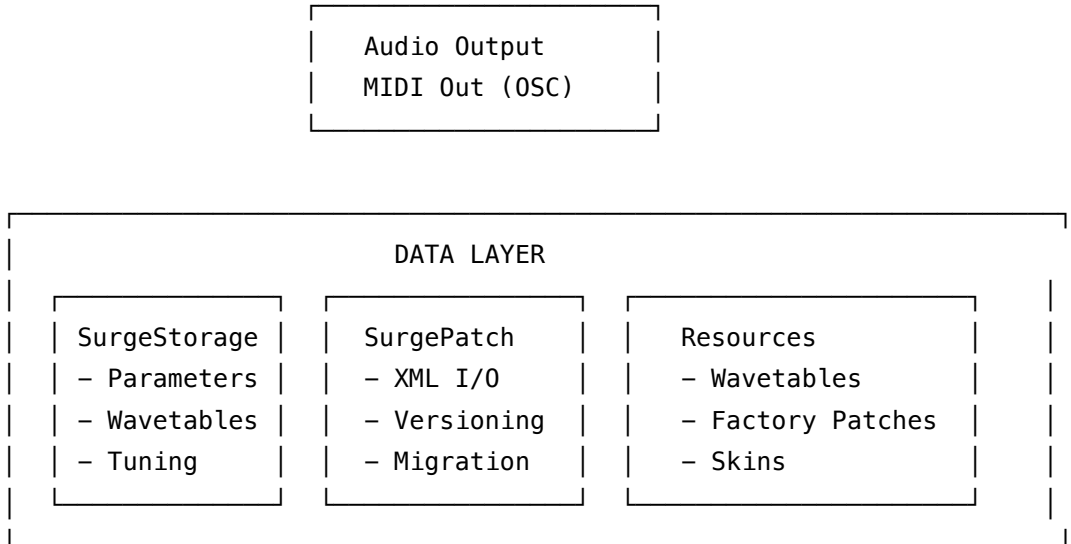 Audio Output
MIDI Out (OSC)
DATA LAYER
SurgeStorage SurgePatch Resources
– Parameters – XML I/O – Wavetables
– Wavetables – Versioning – Factory Patches
– Tuning – Migration – Skins